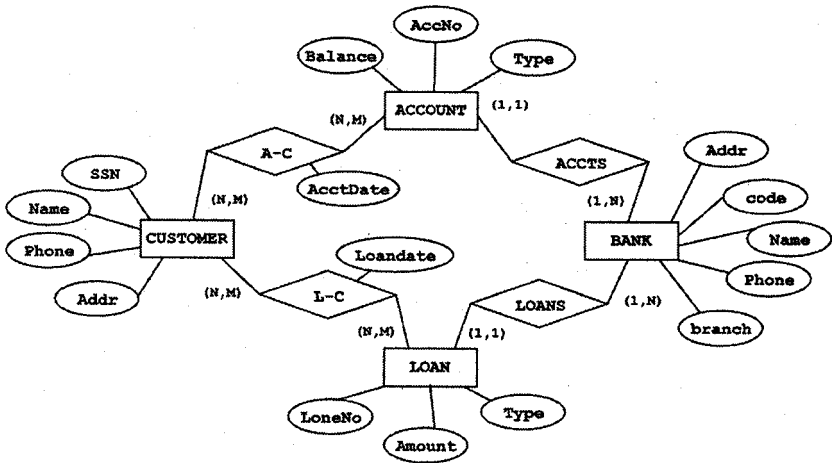 AccNo
Balance
Type
ACCOUNT
(1,1)
(N,M)
A-C
ACCTS
Addr
SSN
AcctDate
code
(N,M)
(1,N)
Name
CUSTOMER
BANK
Name
Phone
Loandate
Phone
Addr
(N,M)
L-C
LOANS
(1,N)
(N,M)
(1,1)
branch
LOAN
LoneNo
Type
Amount